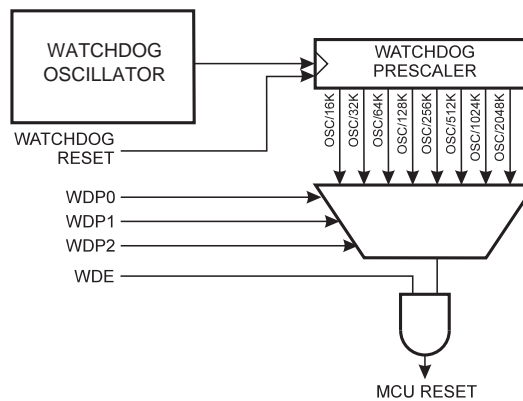 WATCHDOG
OSCILLATOR
WATCHDOG
PRESCALER
OSC/16K
OSC/32K
OSC/64K
OSC/128K
OSC/256K
OSC/512K
OSC/1024K
OSC/2048K
WATCHDOG
RESET
WDP0
WDP1
WDP2
WDE
MCU RESET